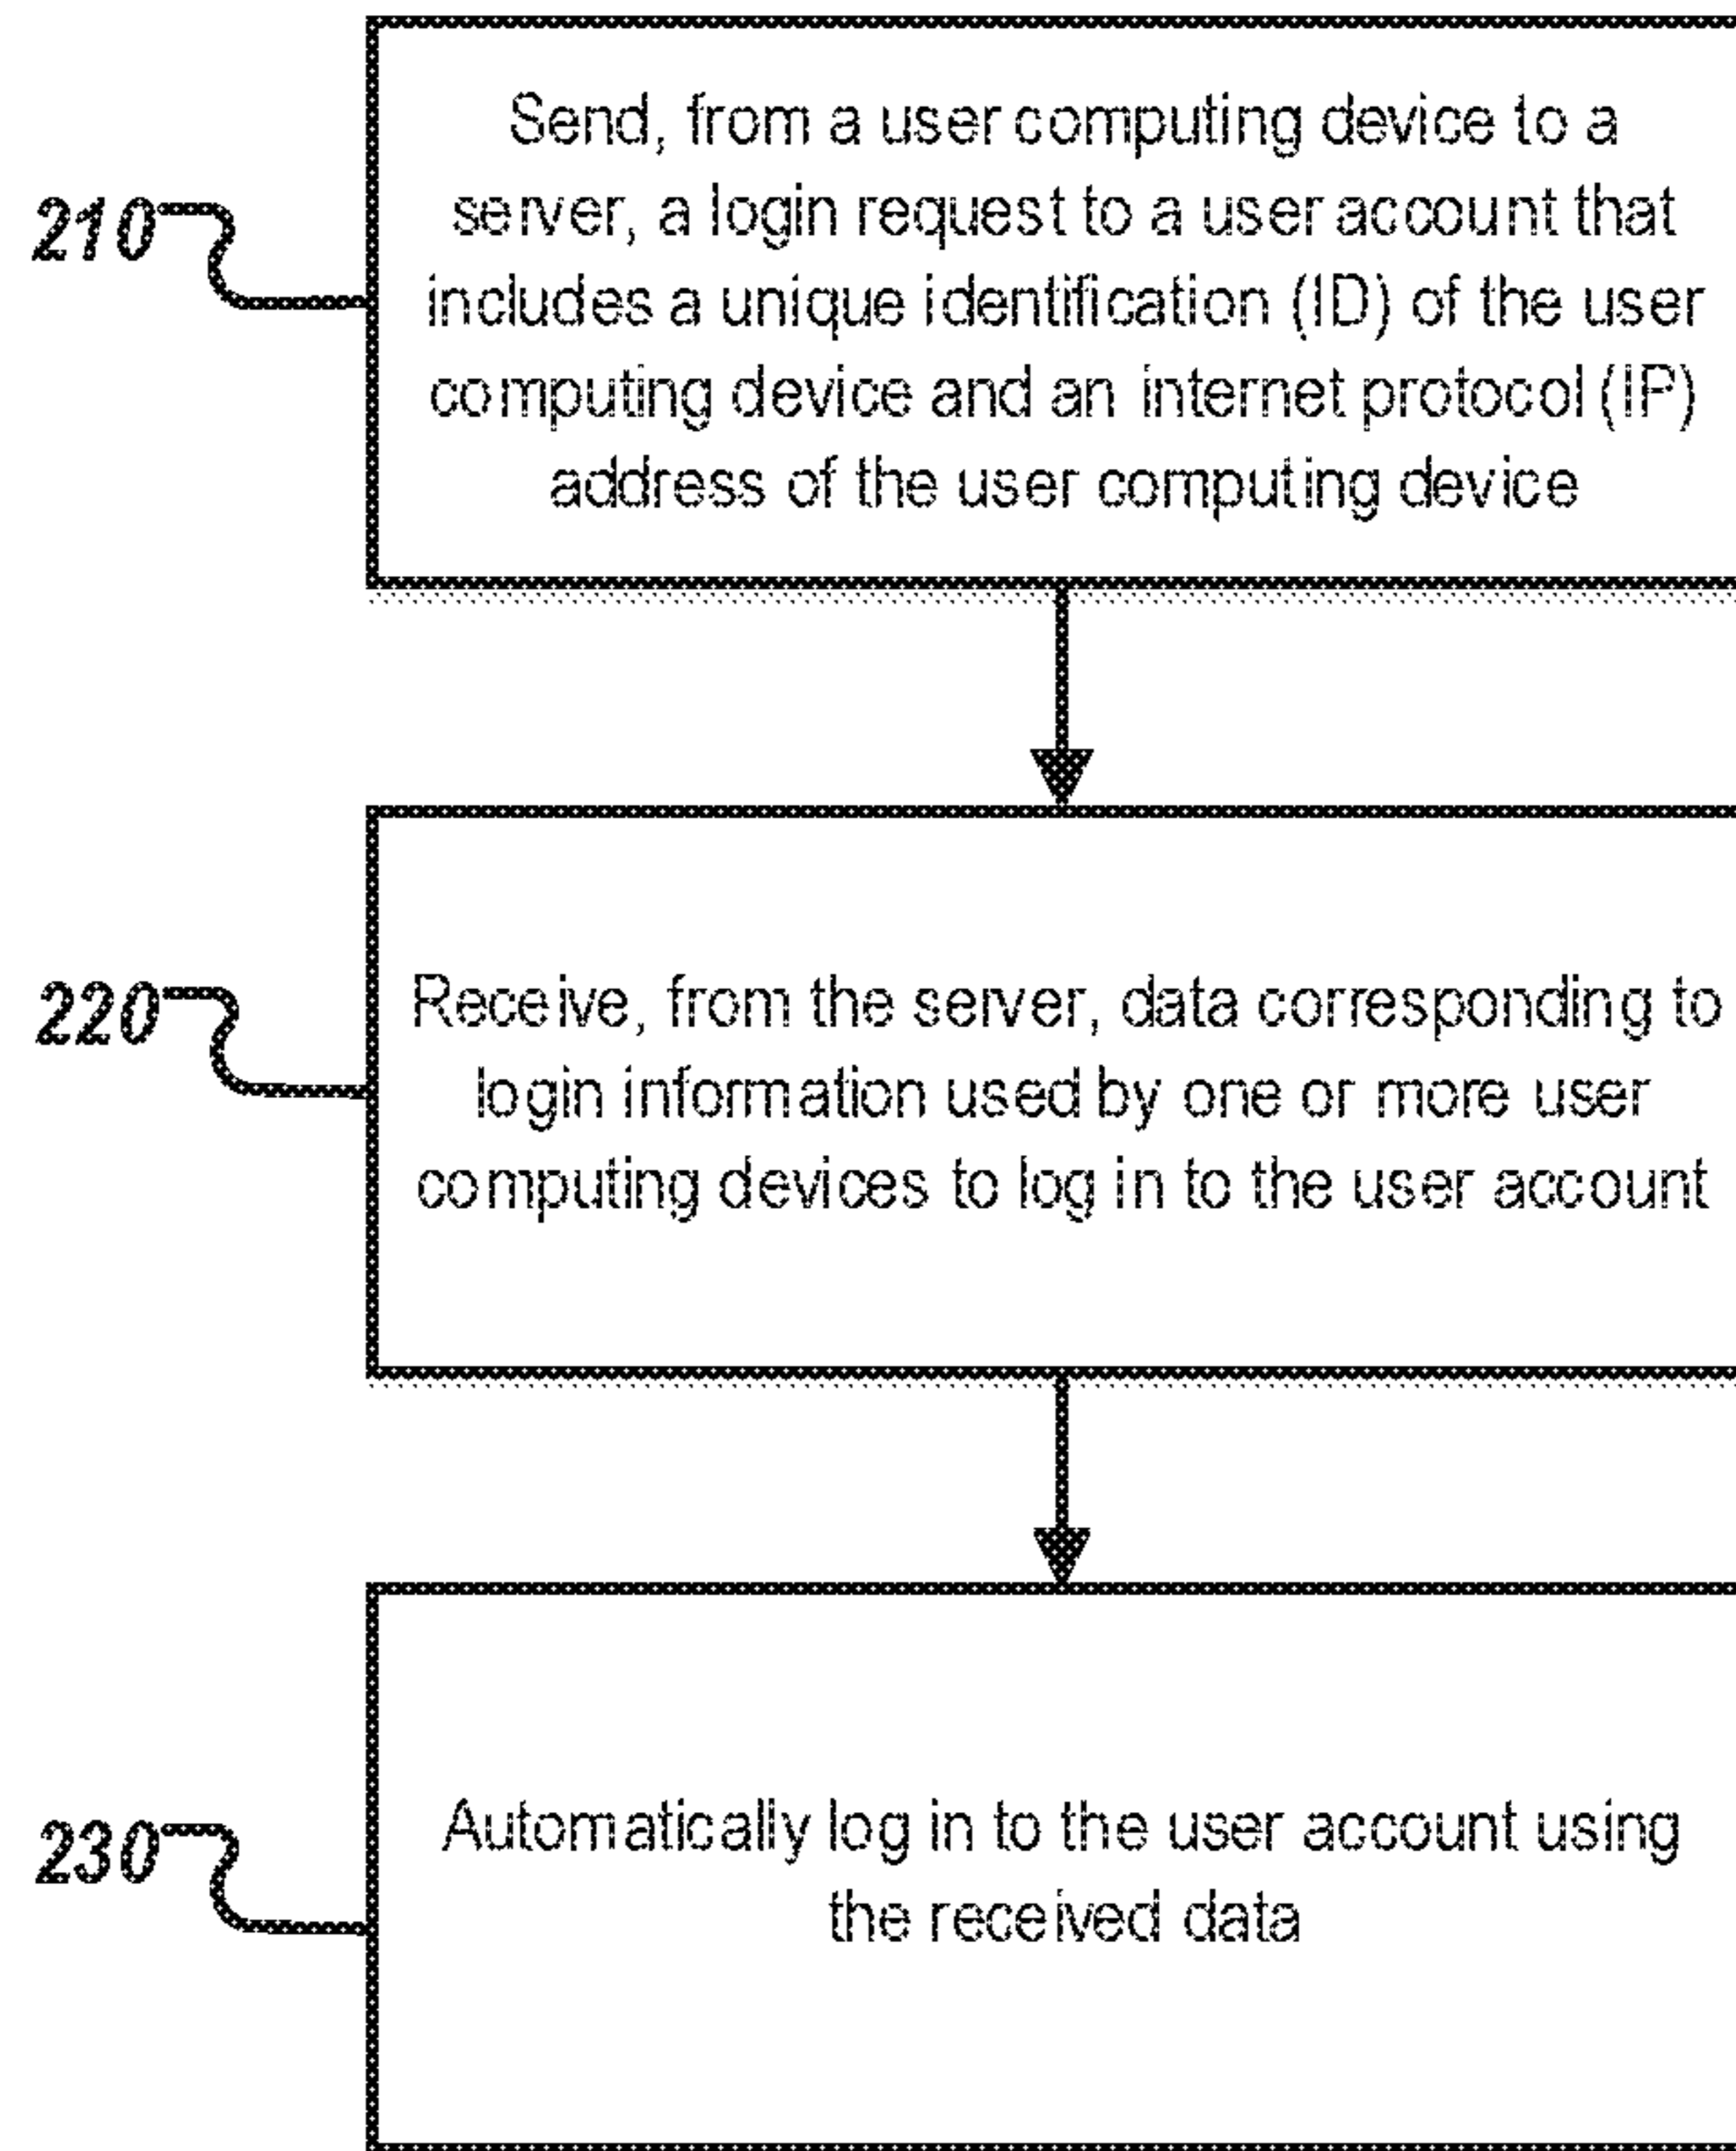 210
Send, from a user computing device to a
server, a login request to a user account that
includes a unique identification (ID) of the user
computing device and an internet protocol (IP)
address of the user computing device
220
Receive, from the server, data corresponding to
login information used by one or more user
computing devices to log in to the user account
230
Automatically log in to the user account using
the received data